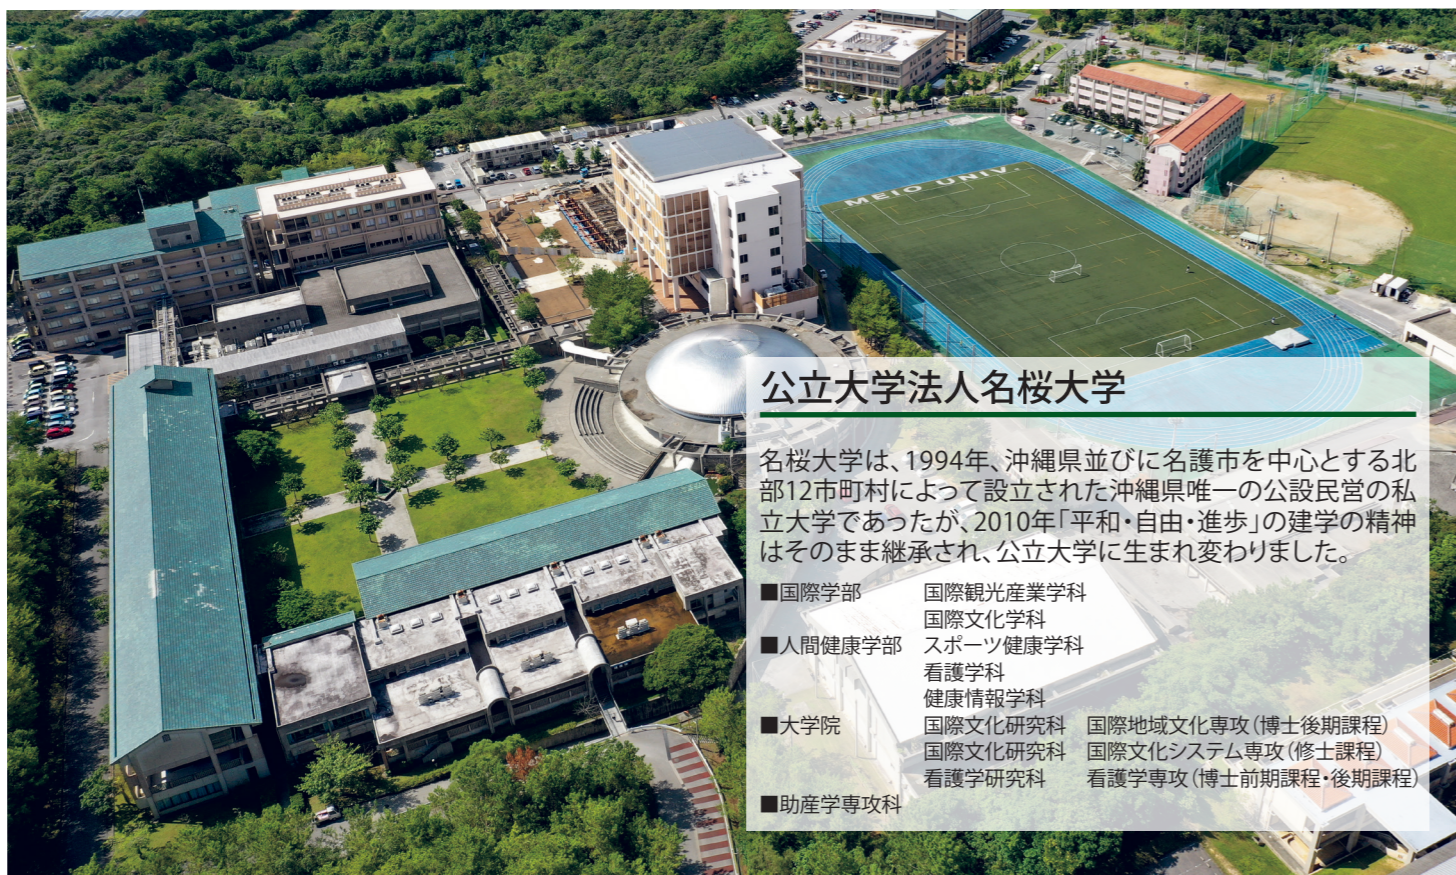 MEIO UNIV.
公立大学法人名桜大学
名桜大学は、1994年、沖縄県並びに名護市を中心とする北
部12市町村によって設立された沖縄県唯一の公設民営の私
立大学であったが、2010年「平和・自由・進歩」の建学の精神
はそのまま継承され、公立大学に生まれ変わりました。
■国際学部 国際観光産業学科
国際文化学科
■人間健康学部 スポーツ健康学科
看護学科
健康情報学科
■大学院 国際文化研究科 国際地域文化専攻(博士後期課程)
国際文化研究科 国際文化システム専攻(修士課程)
看護学研究科 看護学専攻(博士前期課程・後期課程)
■助産学専攻科